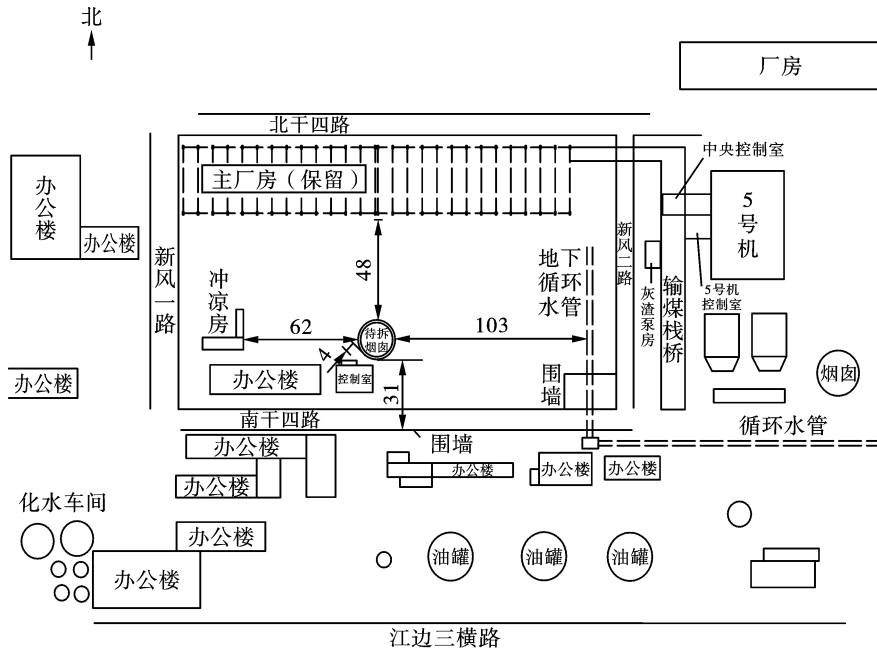 北
厂房
北干四路
中央控制室
主厂房（保留）
办公楼
办公楼
5号机
新风一路
新风二路
地下循环水管
48
冲凉房
灰渣泵房
输煤栈桥
5号机
控制室
62
待拆
烟囱
103
4
控制室
办公楼
31
围墙
烟囱
办公楼
南干四路
循环水管
办公楼
围墙
办公楼
办公楼
办公楼
办公楼
化水车间
办公楼
办公楼
油罐
油罐
油罐
江边三横路